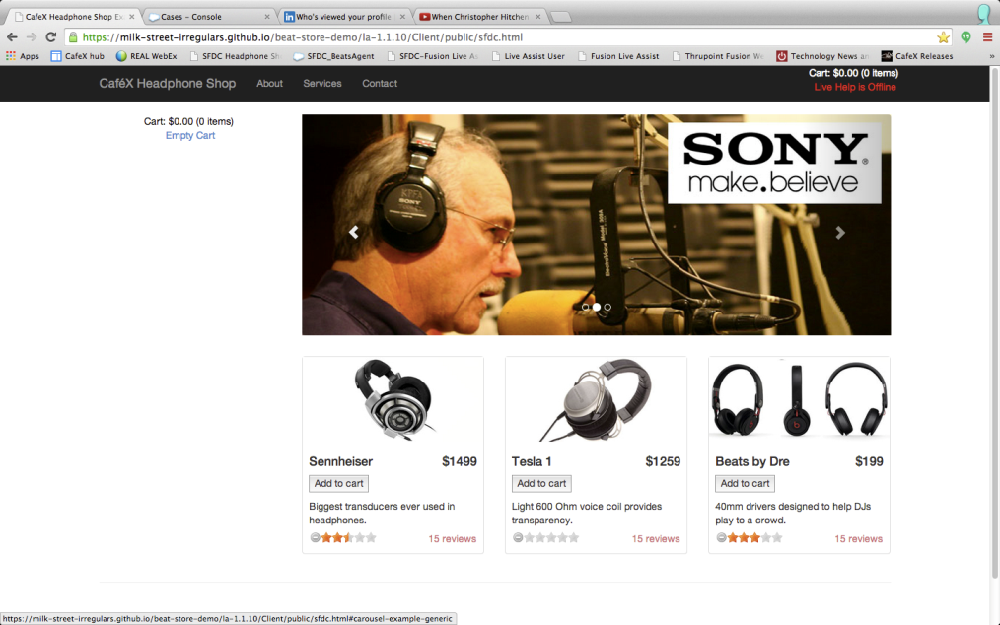 CafeX Headphone Shop Ex
Cases - Console
Who's viewed your profile
When Christopher Hitchen
https://milk-street-irregulars.github.io/beat-store-demo/la-1.1.10/Client/public/sfdc.html
Apps
CafeX hub
REAL WebEx
SFDC Headphone Sh
SFDC_BeatsAgent
SFDC-Fusion Live As
Live Assist User
Fusion Live Assist
Thrupoint Fusion We
Technology News an
CafeX Releases
»
CaféX Headphone Shop
About
Services
Contact
Cart: $0.00 (0 items)
Live Help is Offline
Cart: $0.00 (0 items)
Empty Cart
SONY®
make.believe
KEFA
SONY
ElectroVoice Model 309A
Sennheiser $1499
Add to cart
Biggest transducers ever used in
headphones.
15 reviews
Tesla 1 $1259
Add to cart
Light 600 Ohm voice coil provides
transparency.
15 reviews
Beats by Dre $199
Add to cart
40mm drivers designed to help DJs
play to a crowd.
15 reviews
https://milk-street-irregulars.github.io/beat-store-demo/la-1.1.10/Client/public/sfdc.html#carousel-example-generic